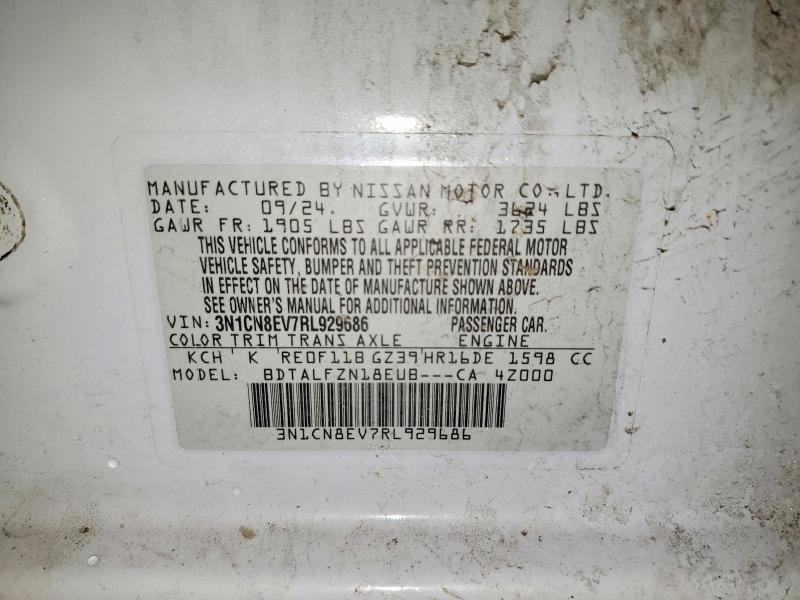 MANUFACTURED BY NISSAN MOTOR CO., LTD.
DATE: 09/24. GVWR: 3624 LBS
GAWR FR: 1905 LBS GAWR RR: 1735 LBS
THIS VEHICLE CONFORMS TO ALL APPLICABLE FEDERAL MOTOR
VEHICLE SAFETY, BUMPER AND THEFT PREVENTION STANDARDS
IN EFFECT ON THE DATE OF MANUFACTURE SHOWN ABOVE.
SEE OWNER'S MANUAL FOR ADDITIONAL INFORMATION.
VIN: 3N1CN8EV7RL929686 PASSENGER CAR.
COLOR TRIM TRANS AXLE ENGINE
KCH K RE0F11B GZ39 HR16DE 1598 CC
MODEL: BDTALFZN18EUB---CA 4Z000
3N1CN8EV7RL929686